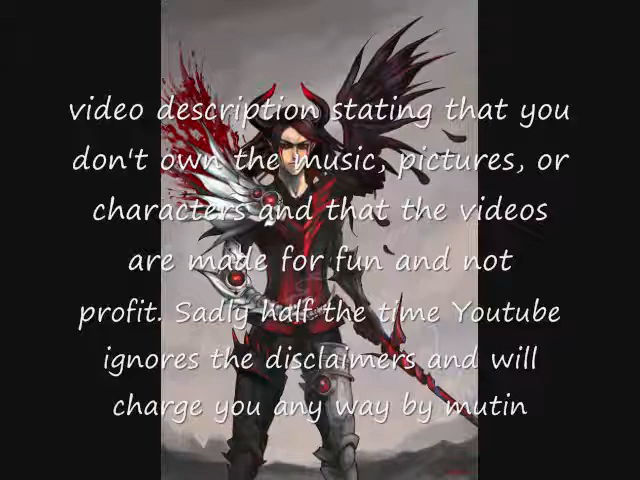 video description stating that you
don't own the music, pictures, or
characters and that the videos
are made for fun and not
profit. Sadly half the time Youtube
ignores the disclaimers and will
charge you any way by mutin